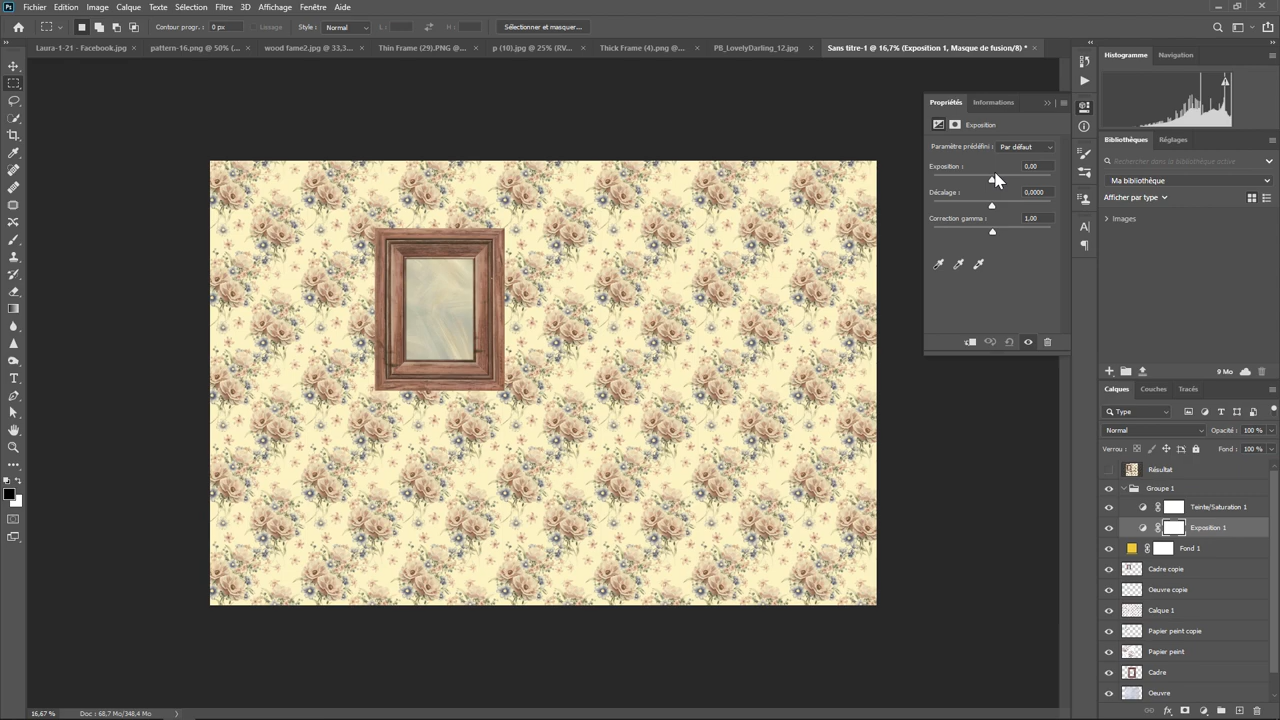 Fichier Edition Image Calque Texte Sélection Filtre 3D Affichage Fenêtre Aide
Contour progr. : 0 px Lissage Style : Normal L : H : Sélectionner et masquer...
Laura-1-21 - Facebook.jpg pattern-16.png @ 50% (... wood fame2.jpg @ 33,3... Thin Frame (29).PNG @... p (10).jpg @ 25% (RV... Thick Frame (4).png @... PB_LovelyDarling_12.jpg Sans titre-1 @ 16,7% (Exposition 1, Masque de fusion/8) *
Histogramme Navigation
Propriétés Informations
Exposition
Paramètre prédéfini : Par défaut
Exposition : 0,00
Décalage : 0,0000
Correction gamma : 1,00
Bibliothèques Réglages
Rechercher dans la bibliothèque active
Ma bibliothèque
Afficher par type
Images
9 Mo
Calques Couches Tracés
Type
Normal Opacité : 100 %
Verrou : Fond : 100 %
Résultat
Groupe 1
Teinte/Saturation 1
Exposition 1
Fond 1
Cadre copie
Oeuvre copie
Calque 1
Papier peint copie
Papier peint
Cadre
Oeuvre
16,67 % Doc : 68,7 Mo/348,4 Mo